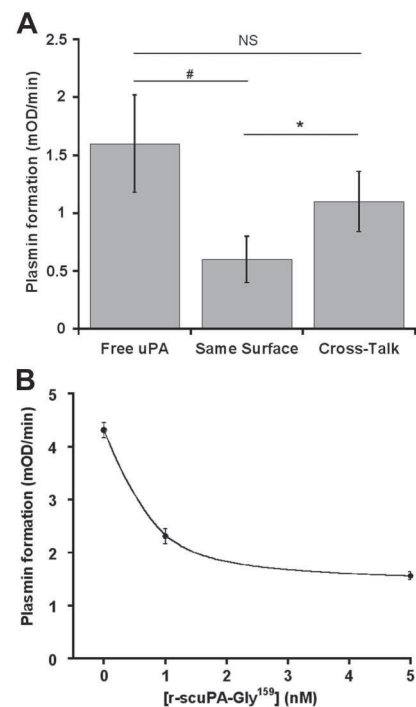 A
NS
#
*
2.5
2
1.5
1
0.5
0
Plasmin formation (mOD/min)
Free uPA Same Surface Cross-Talk
B
5
4
3
2
1
0
Plasmin formation (mOD/min)
0 1 2 3 4 5
[r-scuPA-Gly¹⁵⁹] (nM)